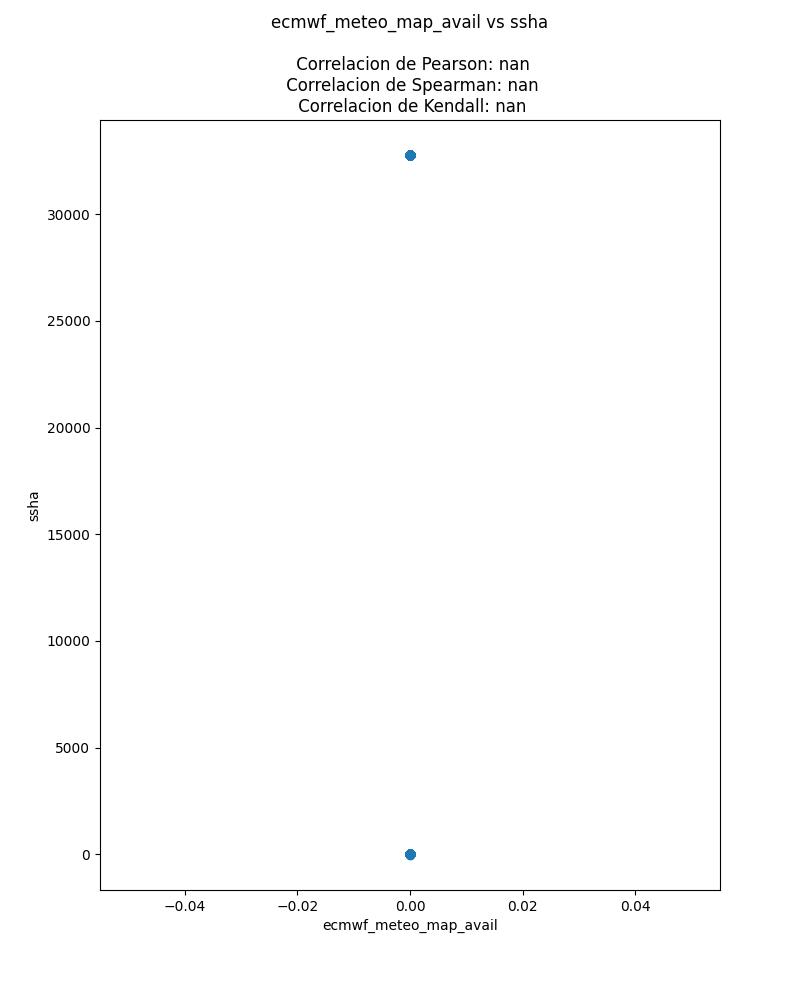 ecmwf_meteo_map_avail vs ssha
Correlacion de Pearson: nan
Correlacion de Spearman: nan
Correlacion de Kendall: nan
30000
25000
20000
15000
10000
5000
0
ssha
−0.04
−0.02
0.00
0.02
0.04
ecmwf_meteo_map_avail